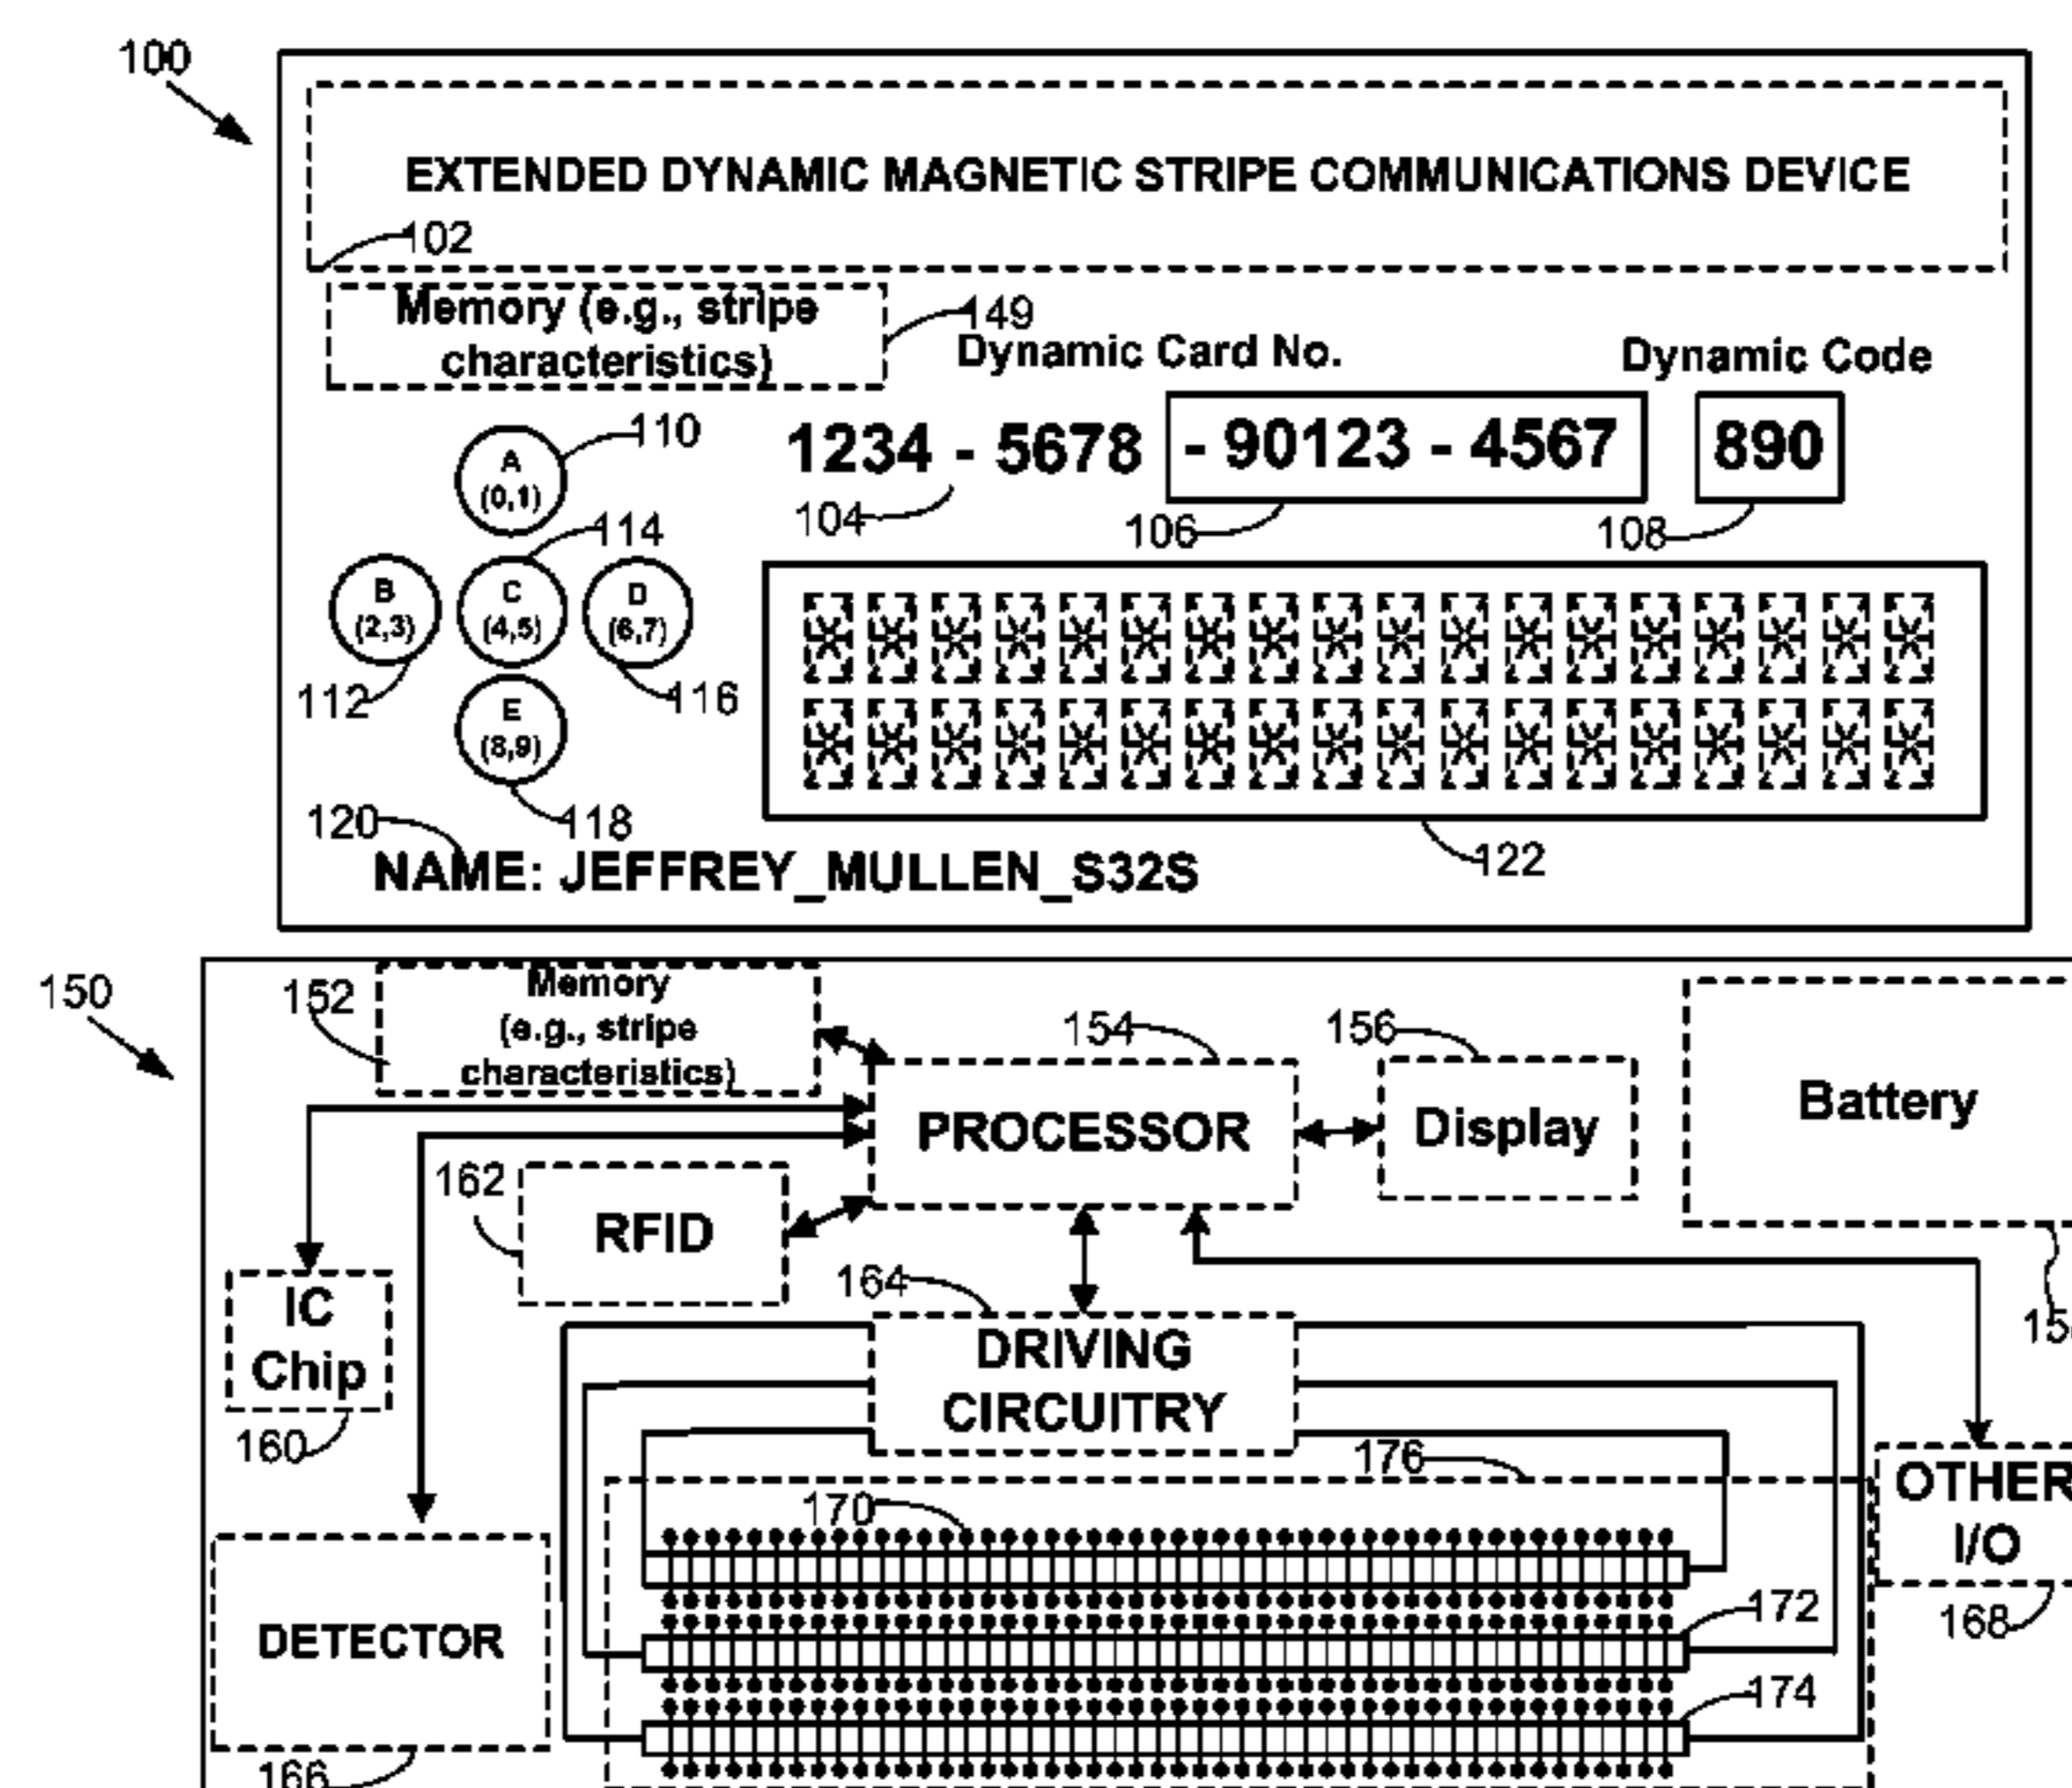 100
EXTENDED DYNAMIC MAGNETIC STRIPE COMMUNICATIONS DEVICE
102
Memory (e.g., stripe
characteristics)
149
Dynamic Card No.
Dynamic Code
110
A
(0,1)
1234 - 5678 - 90123 - 4567
890
104
106
108
114
B
(2,3)
C
(4,5)
D
(6,7)
112
116
E
(8,9)
118
120
122
NAME: JEFFREY_MULLEN_S32S
150
152
Memory
(e.g., stripe
characteristics)
154
156
PROCESSOR
Display
Battery
162
RFID
164
IC
Chip
160
DRIVING
CIRCUITRY
176
170
OTHER
I/O
168
172
DETECTOR
174
166